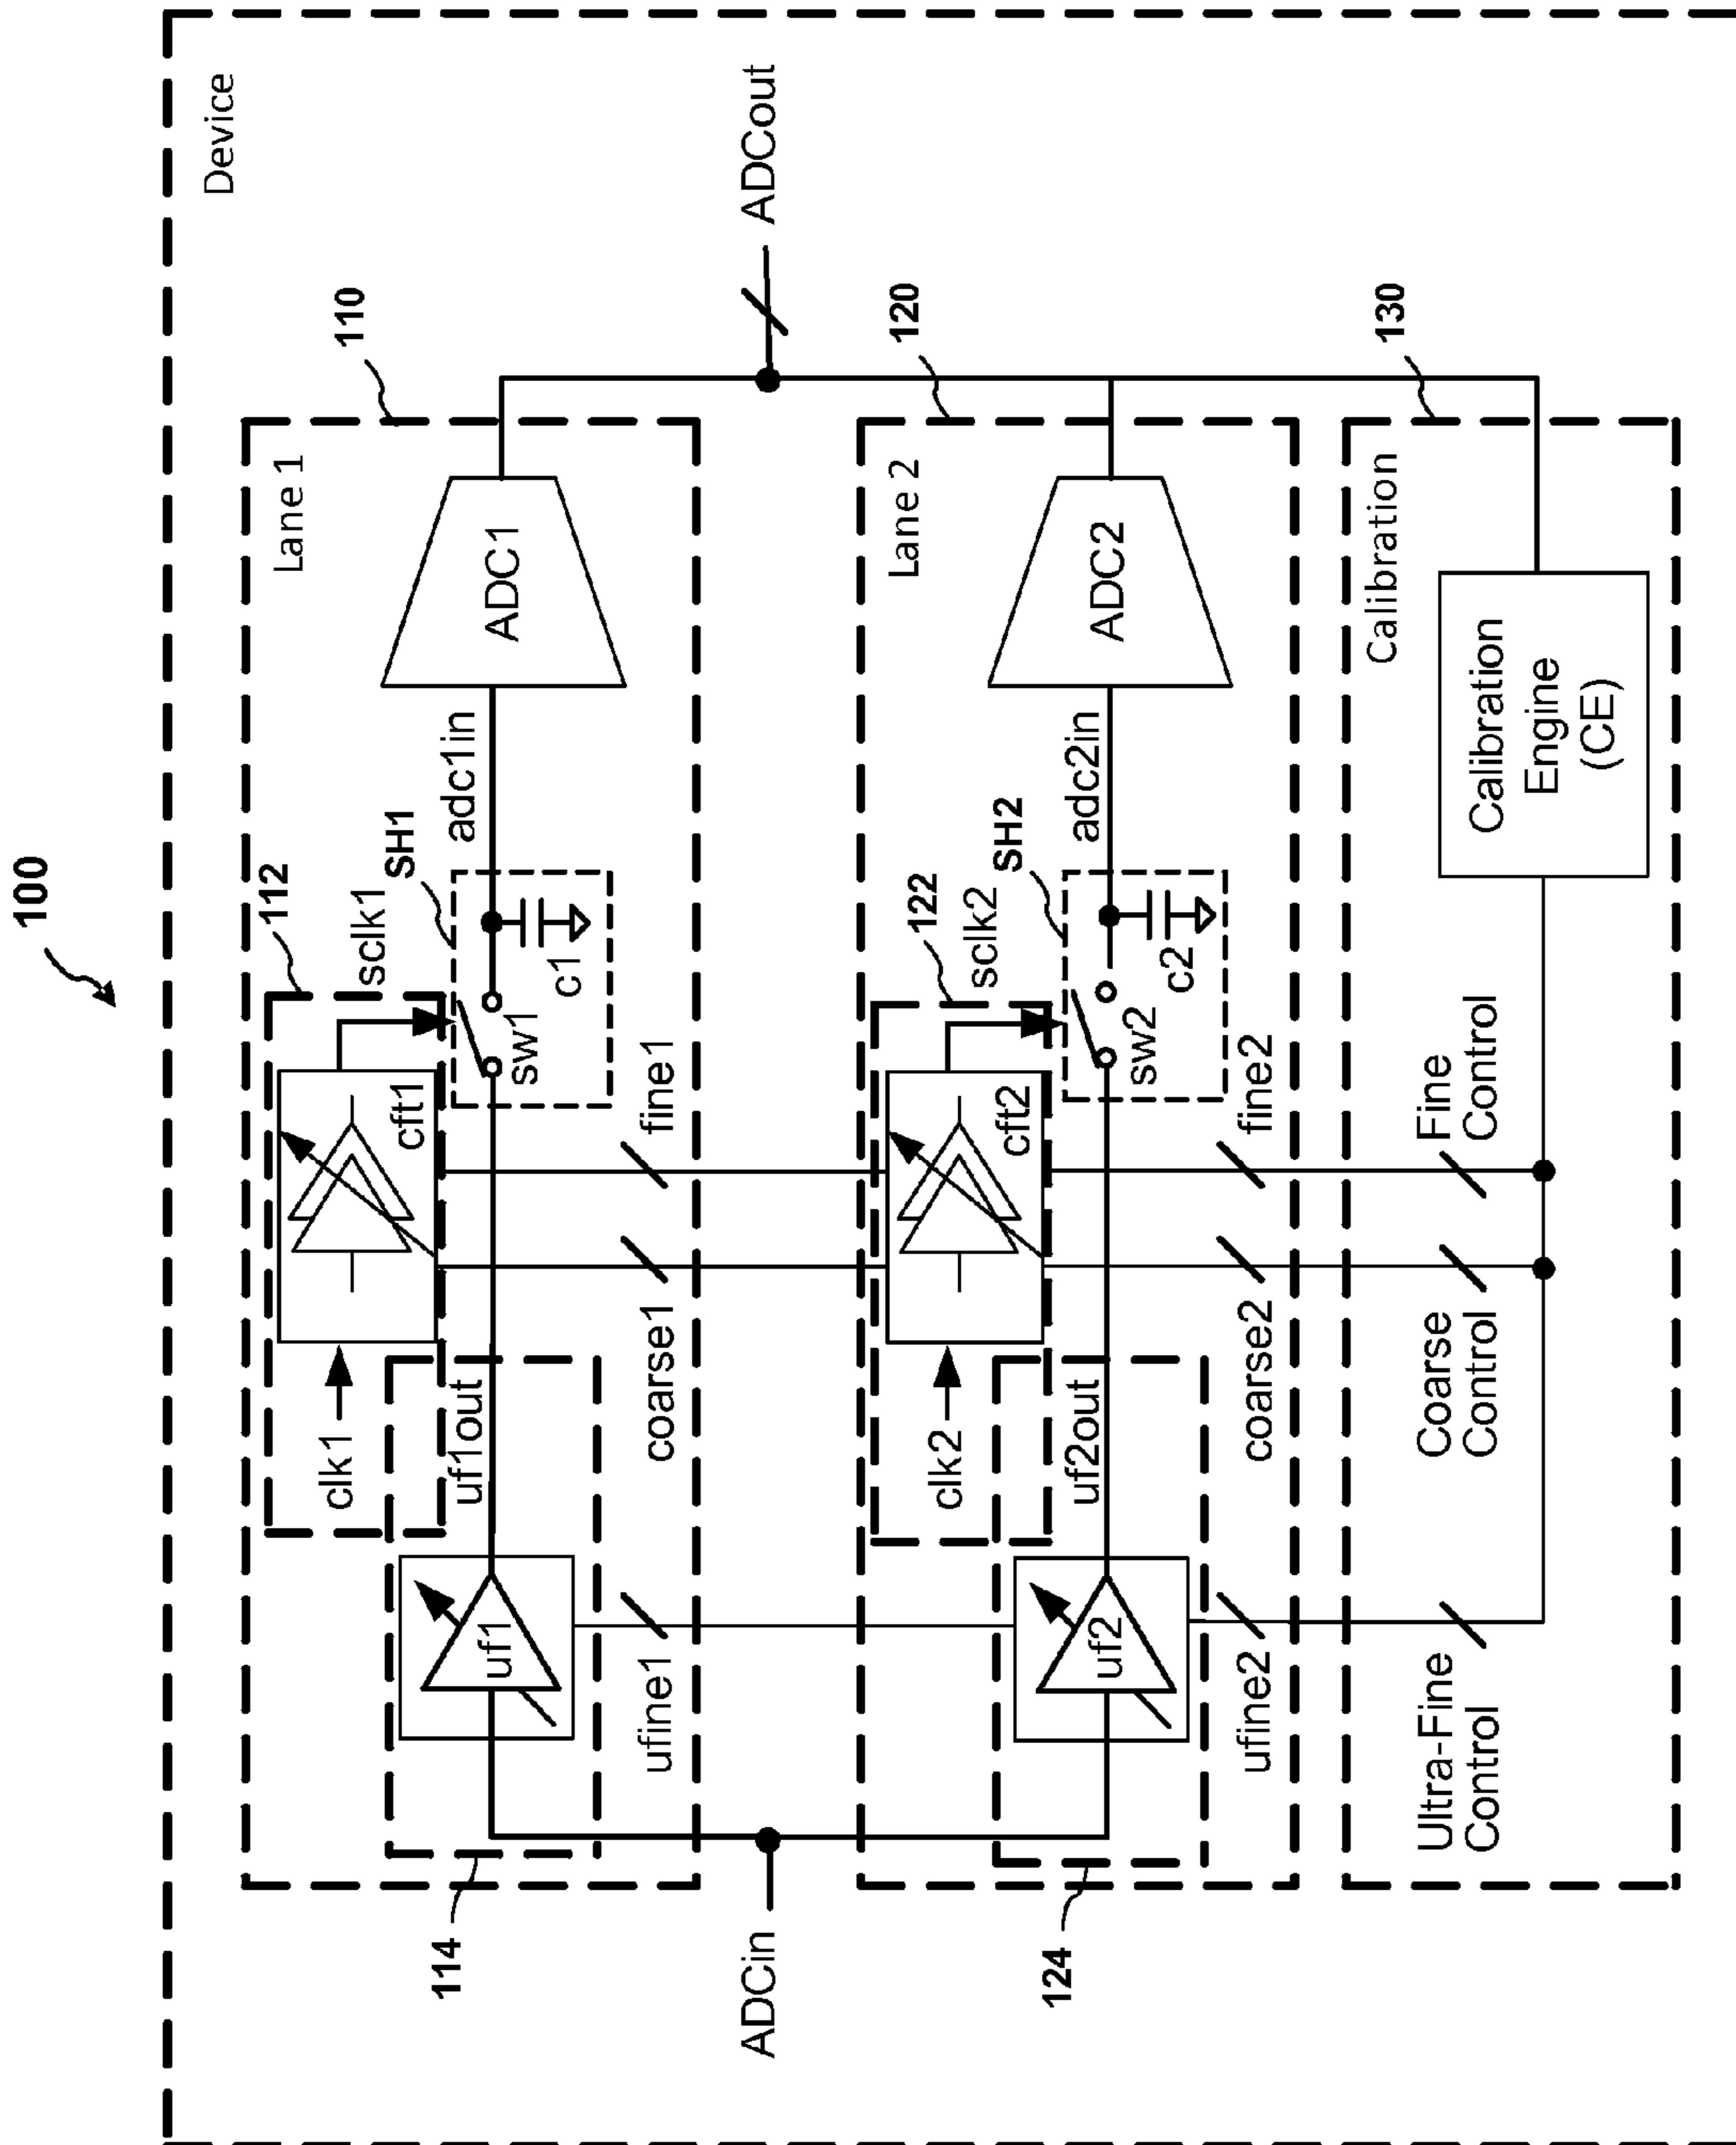 100
Device
Lane 1
110
112
sclk1
SH1
clk1
cft1
uf1out
sw1
c1
adc1in
ADC1
uf1
114
ufine1
coarse1
fine1
ADCin
ADCout
Lane 2
120
122
sclk2
SH2
clk2
cft2
uf2out
sw2
c2
adc2in
ADC2
uf2
124
ufine2
coarse2
fine2
Calibration
130
Ultra-Fine
Control
Coarse
Control
Fine
Control
Calibration
Engine
(CE)